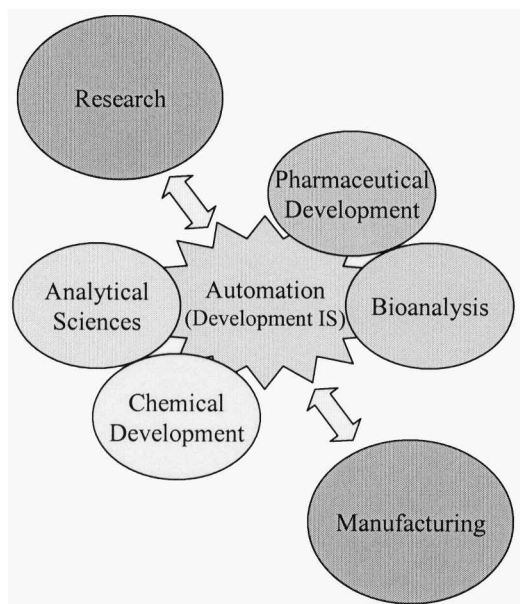 Research
Pharmaceutical
Development
Analytical
Sciences
Automation
(Development IS)
Bioanalysis
Chemical
Development
Manufacturing